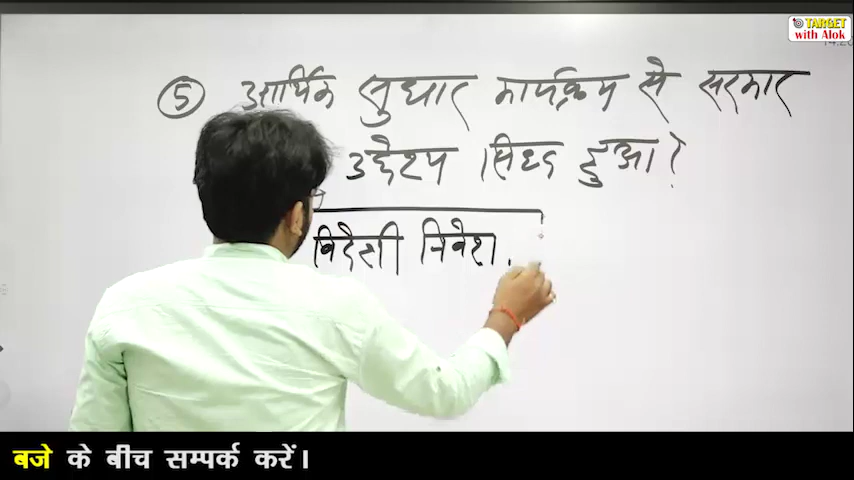 TARGET
with Alok
⑤ आर्थिक सुधार कार्यक्रम से सरकार
उद्देश्य सिध्द हुआ?
विदेशी निवेश.
बजे के बीच सम्पर्क करें।